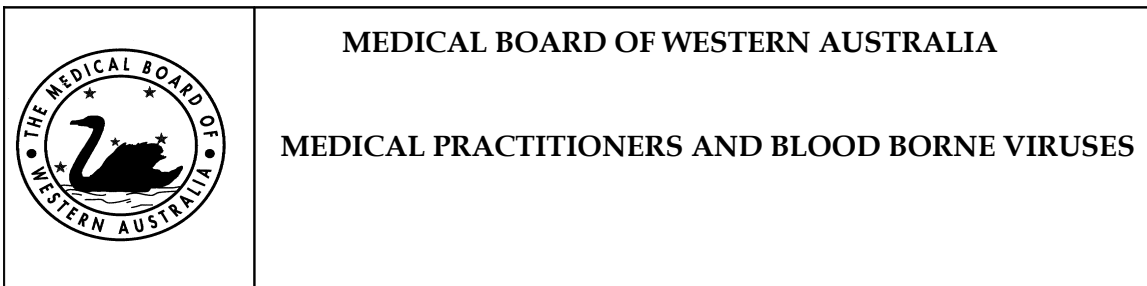 THE MEDICAL BOARD OF
WESTERN AUSTRALIA
MEDICAL BOARD OF WESTERN AUSTRALIA
MEDICAL PRACTITIONERS AND BLOOD BORNE VIRUSES